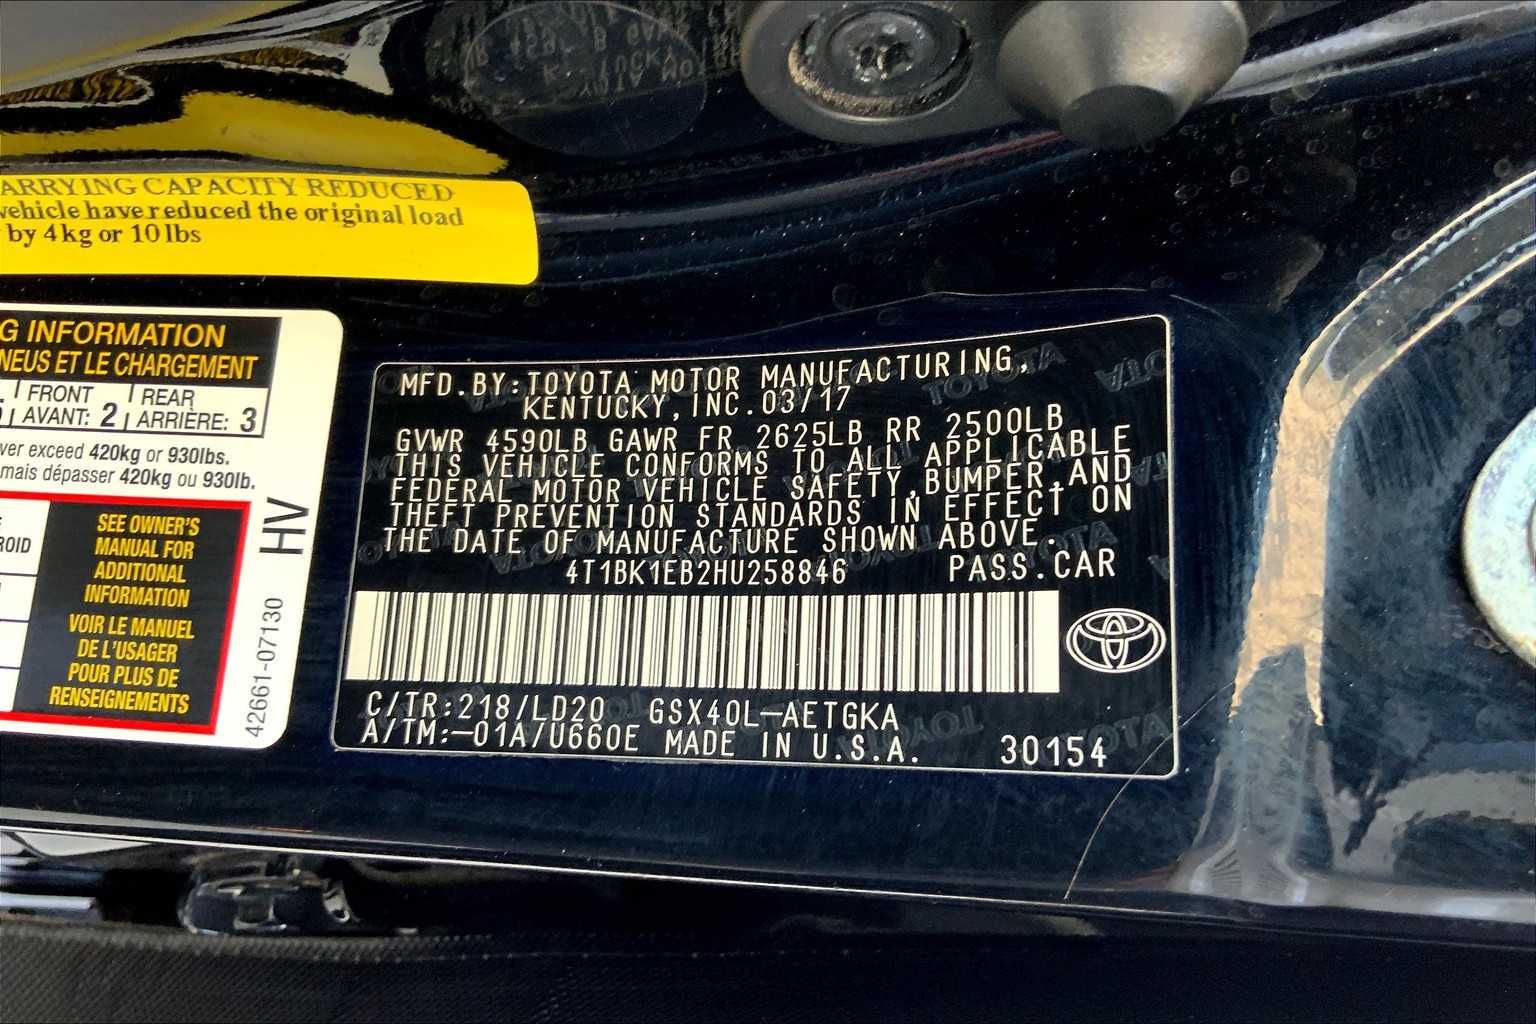 ARRYING CAPACITY REDUCED
vehicle have reduced the original load
by 4kg or 10lbs
G INFORMATION
NEUS ET LE CHARGEMENT
FRONT
AVANT: 2
REAR
ARRIÈRE: 3
ver exceed 420kg or 930lbs.
mais dépasser 420kg ou 930lb.
ROID
SEE OWNER'S
MANUAL FOR
ADDITIONAL
INFORMATION
VOIR LE MANUEL
DE L'USAGER
POUR PLUS DE
RENSEIGNEMENTS
HV
42661-07130
MFD.BY:TOYOTA MOTOR MANUFACTURING,
KENTUCKY,INC.03/17
GVWR 4590LB GAWR FR 2625LB RR 2500LB
THIS VEHICLE CONFORMS TO ALL APPLICABLE
FEDERAL MOTOR VEHICLE SAFETY,BUMPER,AND
THEFT PREVENTION STANDARDS IN EFFECT ON
THE DATE OF MANUFACTURE SHOWN ABOVE.
4T1BK1EB2HU258846 PASS.CAR
C/TR:218/LD20 GSX40L-AETGKA
A/TM:-01A/U660E MADE IN U.S.A. 30154